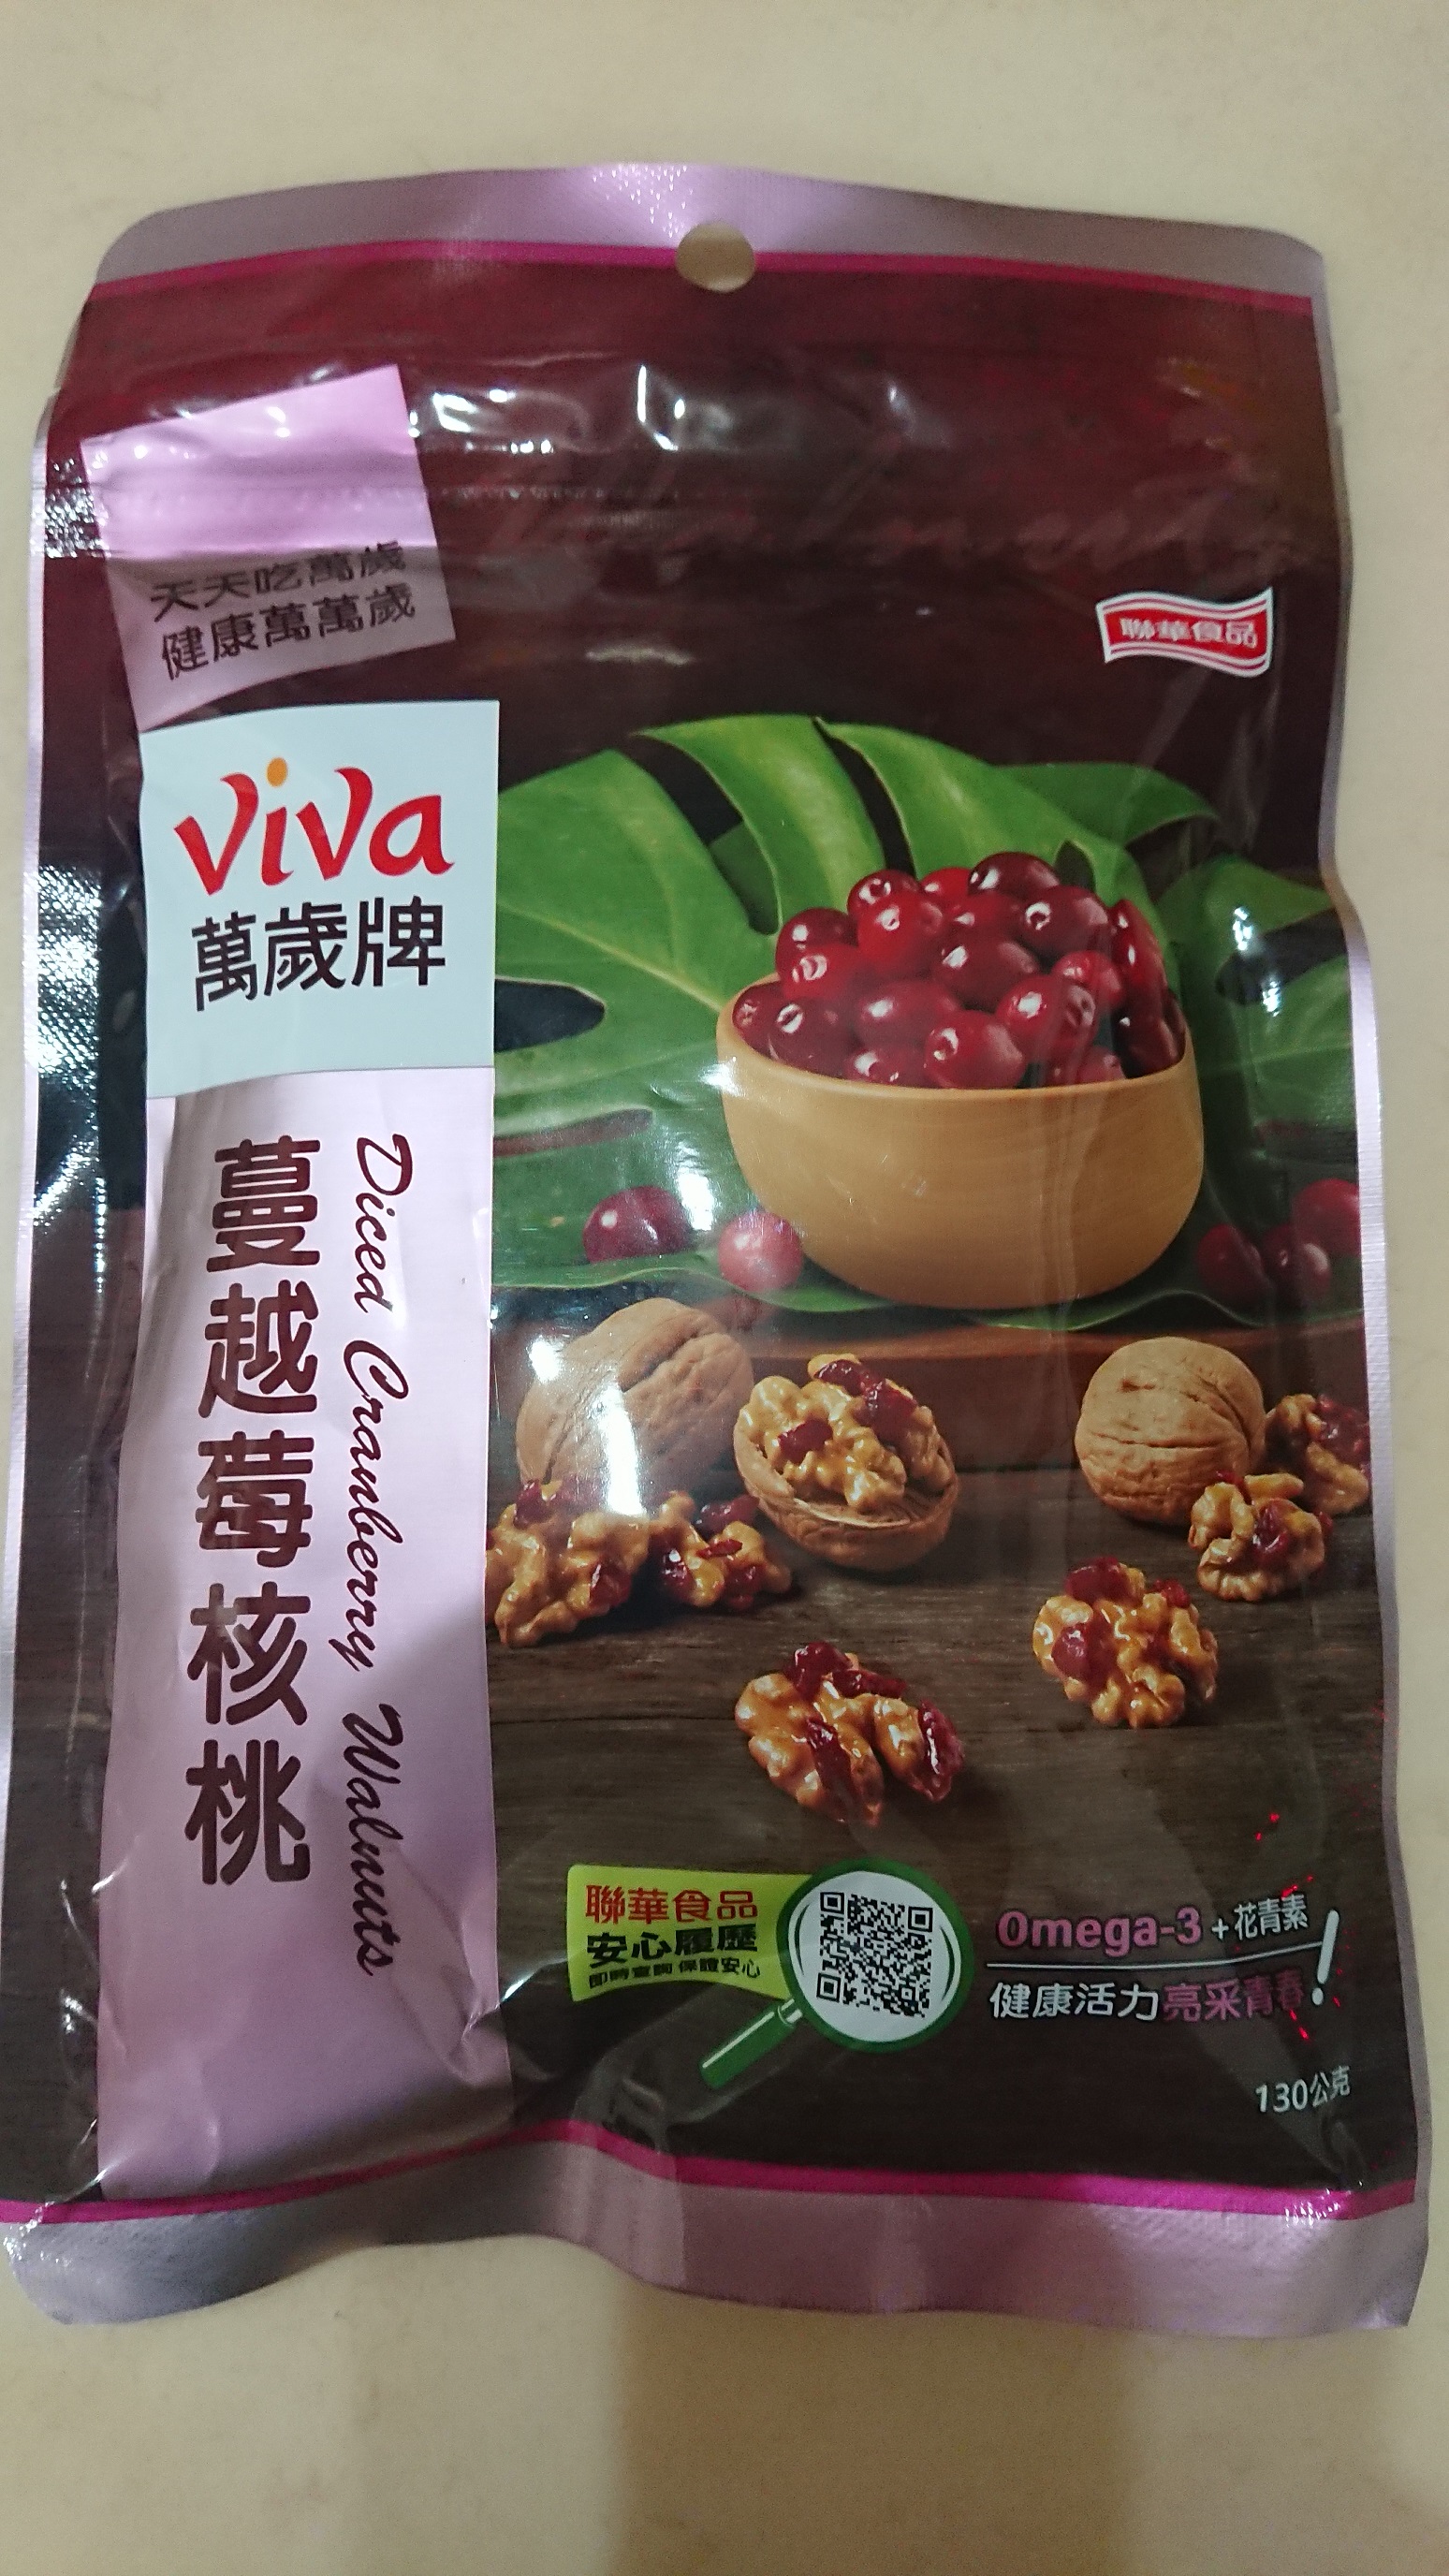 天天吃萬歲
健康萬萬歲
聯華食品
viva
萬歲牌
蔓越莓核桃
Diced Cranberry Walnuts
聯華食品
安心履歷
即時查詢 保證安心
Omega-3+花青素
健康活力亮采青春!
130公克